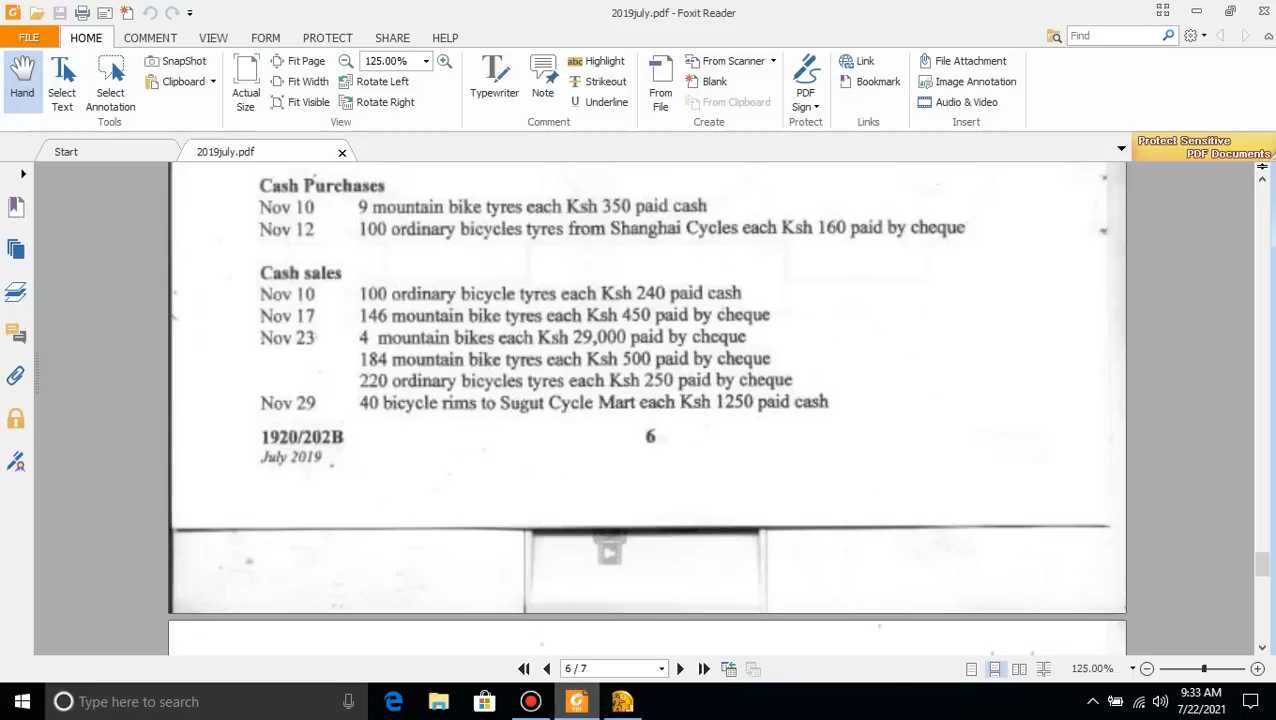 2019july.pdf - Foxit Reader
FILE HOME COMMENT VIEW FORM PROTECT SHARE HELP Find
Hand
Select Text
Select Annotation
SnapShot
Clipboard
Tools
Actual Size
Fit Page
Fit Width
Fit Visible
125.00%
Rotate Left
Rotate Right
View
Typewriter
Note
abc Highlight
Strikeout
U Underline
Comment
From File
From Scanner
Blank
From Clipboard
Create
PDF Sign
Protect
Link
Bookmark
Links
File Attachment
Image Annotation
Audio & Video
Insert
Start 2019july.pdf
Protect Sensitive
PDF Documents
Cash Purchases
Nov 10 9 mountain bike tyres each Ksh 350 paid cash
Nov 12 100 ordinary bicycles tyres from Shanghai Cycles each Ksh 160 paid by cheque
Cash sales
Nov 10 100 ordinary bicycle tyres each Ksh 240 paid cash
Nov 17 146 mountain bike tyres each Ksh 450 paid by cheque
Nov 23 4 mountain bikes each Ksh 29,000 paid by cheque
184 mountain bike tyres each Ksh 500 paid by cheque
220 ordinary bicycles tyres each Ksh 250 paid by cheque
Nov 29 40 bicycle rims to Sugut Cycle Mart each Ksh 1250 paid cash
1920/202B 6
July 2019
6 / 7 125.00%
Type here to search
9:33 AM
7/22/2021